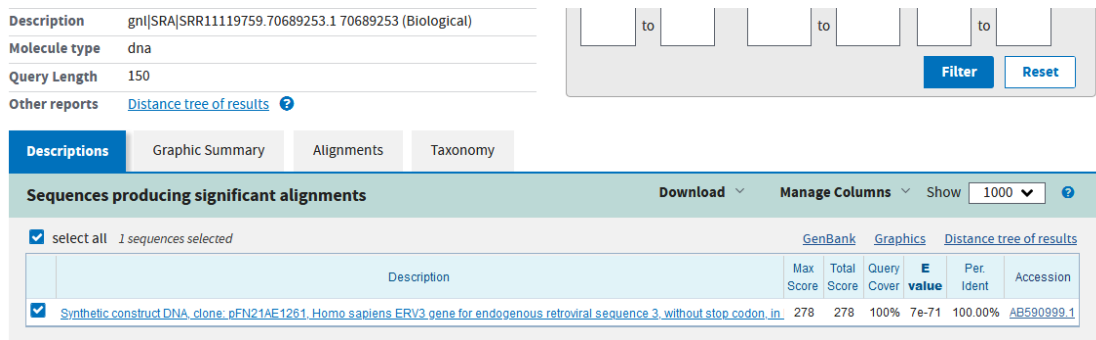 Description gnl|SRA|SRR11119759.70689253.1 70689253 (Biological)
to to to
Molecule type dna
Query Length 150
Filter Reset
Other reports Distance tree of results ?
Descriptions Graphic Summary Alignments Taxonomy
Sequences producing significant alignments Download Manage Columns Show 1000 ?
select all 1 sequences selected GenBank Graphics Distance tree of results
Description Max Score Total Score Query Cover E value Per. Ident Accession
Synthetic construct DNA, clone: pFN21AE1261, Homo sapiens ERV3 gene for endogenous retroviral sequence 3, without stop codon, in 278 278 100% 7e-71 100.00% AB590999.1